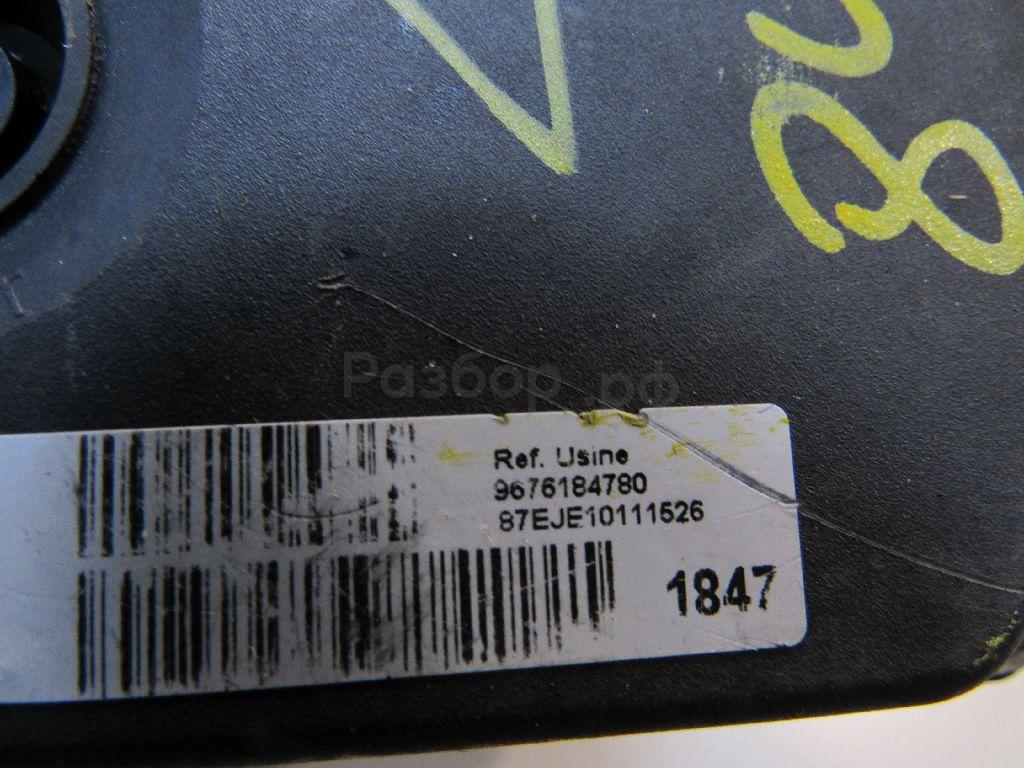 Разбор.рф
Ref. Usine
9676184780
87EJE10111526
1847